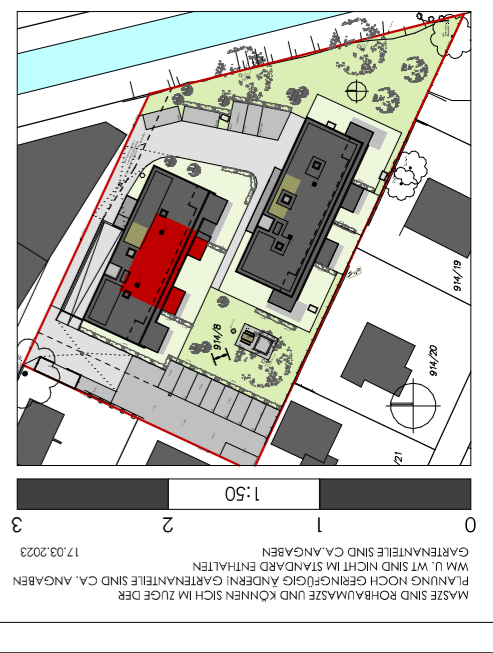 MASZE SIND ROHBAUMASZE UND KÖNNEN SICH IM ZUGE DER
PLANUNG NOCH GERINGFÜGIG ÄNDERN! GARTENANTEILE SIND CA. ANGABEN
WM U. WT SIND NICHT IM STANDARD ENTHALTEN
GARTENANTEILE SIND CA.ANGABEN 17.03.2023
0 1 2 3
1:50
/21
914/20
914/8
914/19